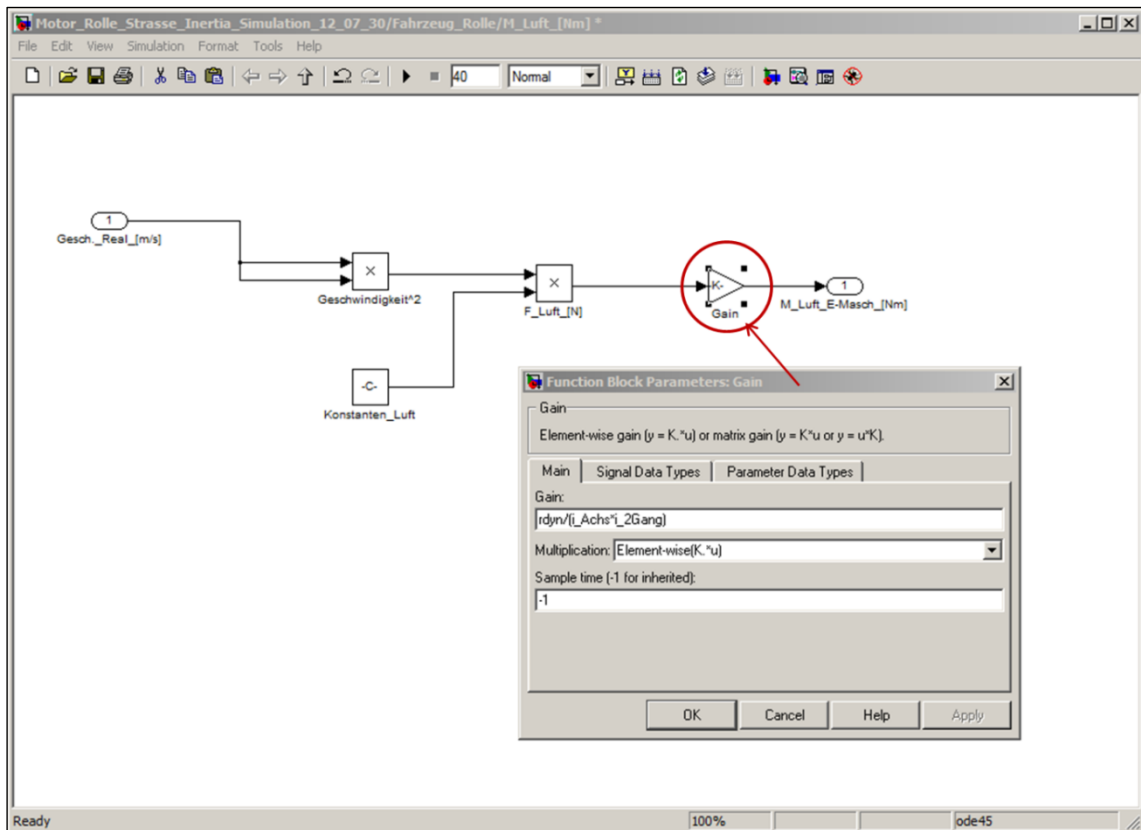 Motor_Rolle_Strasse_Inertia_Simulation_12_07_30/Fahrzeug_Rolle/M_Luft_[Nm] *
File Edit View Simulation Format Tools Help
40 Normal
1
Gesch._Real_[m/s]
×
Geschwindigkeit^2
×
F_Luft_[N]
-K-
Gain
1
M_Luft_E-Masch_[Nm]
-C-
Konstanten_Luft
Function Block Parameters: Gain
Gain
Element-wise gain (y = K.*u) or matrix gain (y = K*u or y = u*K).
Main Signal Data Types Parameter Data Types
Gain:
rdyn/(i_Achs*i_2Gang)
Multiplication: Element-wise(K.*u)
Sample time (-1 for inherited):
-1
OK Cancel Help Apply
Ready 100% ode45